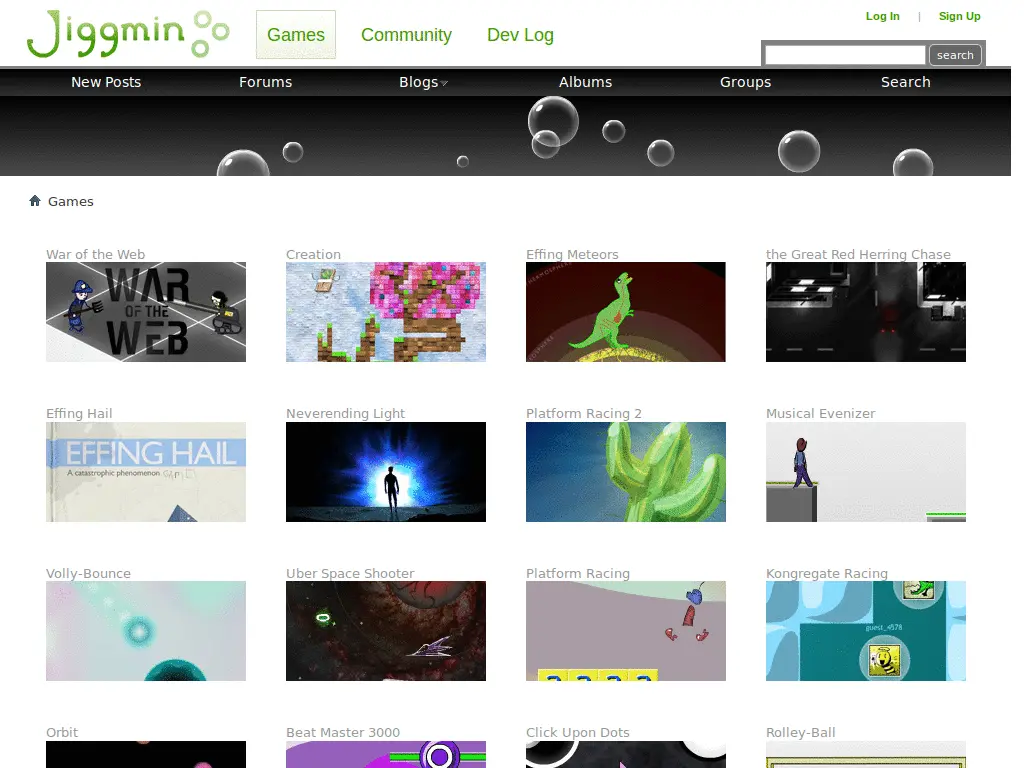 Jiggmin
Games
Community
Dev Log
Log In | Sign Up
search
New Posts
Forums
Blogs
Albums
Groups
Search
Games
War of the Web
Creation
Effing Meteors
the Great Red Herring Chase
WAR
OF THE
WEB
Effing Hail
Neverending Light
Platform Racing 2
Musical Evenizer
EFFING HAIL
A catastrophic phenomenon
Volly-Bounce
Uber Space Shooter
Platform Racing
Kongregate Racing
guest_4578
Orbit
Beat Master 3000
Click Upon Dots
Rolley-Ball